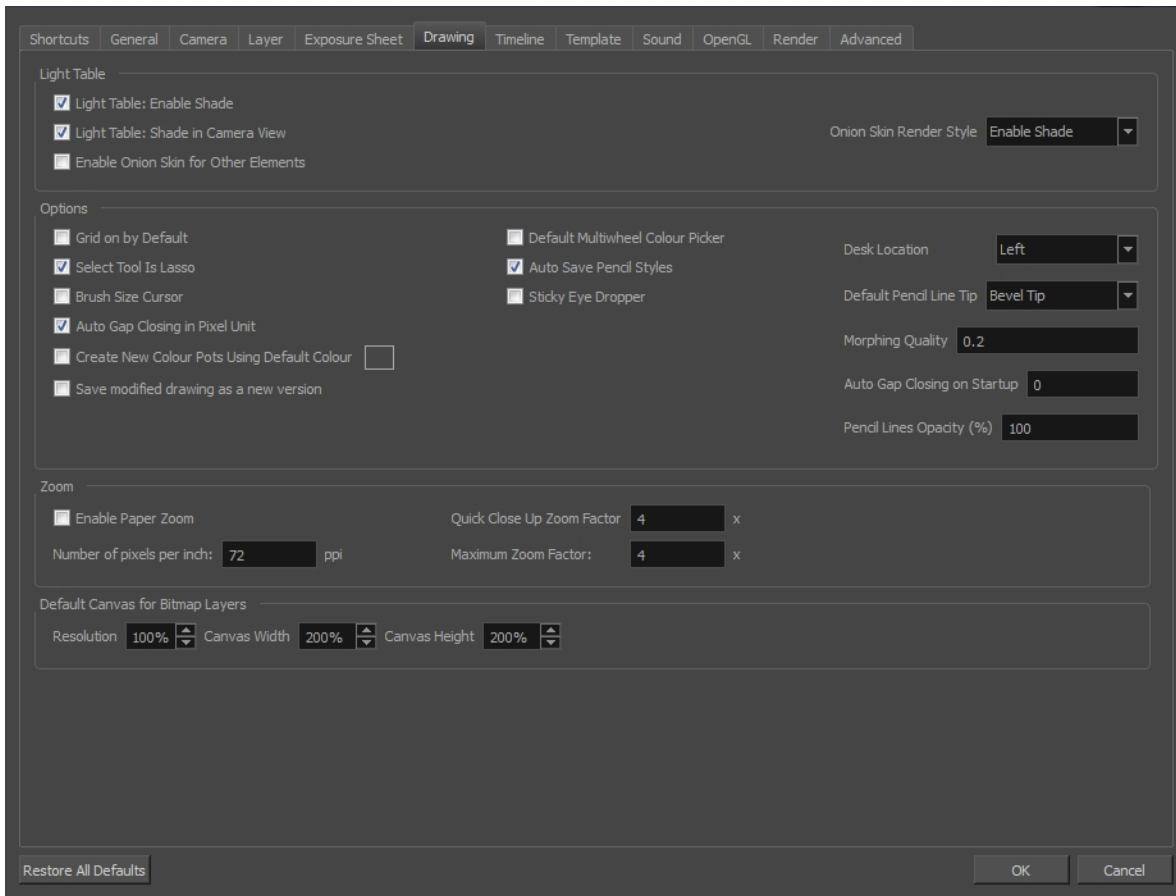 Shortcuts General Camera Layer Exposure Sheet Drawing Timeline Template Sound OpenGL Render Advanced
Light Table
Light Table: Enable Shade
Light Table: Shade in Camera View
Onion Skin Render Style Enable Shade
Enable Onion Skin for Other Elements
Options
Grid on by Default
Select Tool Is Lasso
Brush Size Cursor
Auto Gap Closing in Pixel Unit
Create New Colour Pots Using Default Colour
Save modified drawing as a new version
Default Multiwheel Colour Picker
Auto Save Pencil Styles
Sticky Eye Dropper
Desk Location Left
Default Pencil Line Tip Bevel Tip
Morphing Quality 0.2
Auto Gap Closing on Startup 0
Pencil Lines Opacity (%) 100
Zoom
Enable Paper Zoom
Quick Close Up Zoom Factor 4 x
Number of pixels per inch: 72 ppi
Maximum Zoom Factor: 4 x
Default Canvas for Bitmap Layers
Resolution 100% Canvas Width 200% Canvas Height 200%
Restore All Defaults
OK
Cancel